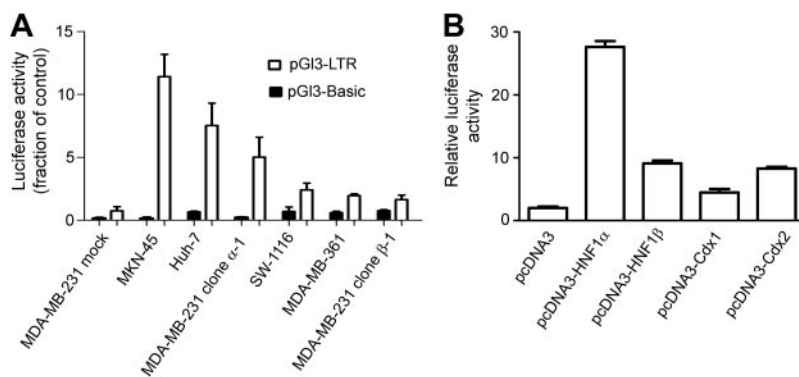 A
Luciferase activity
(fraction of control)
15
10
5
0
pGl3-LTR
pGl3-Basic
MDA-MB-231 mock
MKN-45
Huh-7
MDA-MB-231 clone α-1
SW-1116
MDA-MB-361
MDA-MB-231 clone β-1
B
Relative luciferase
activity
30
20
10
0
pcDNA3
pcDNA3-HNF1α
pcDNA3-HNF1β
pcDNA3-Cdx1
pcDNA3-Cdx2